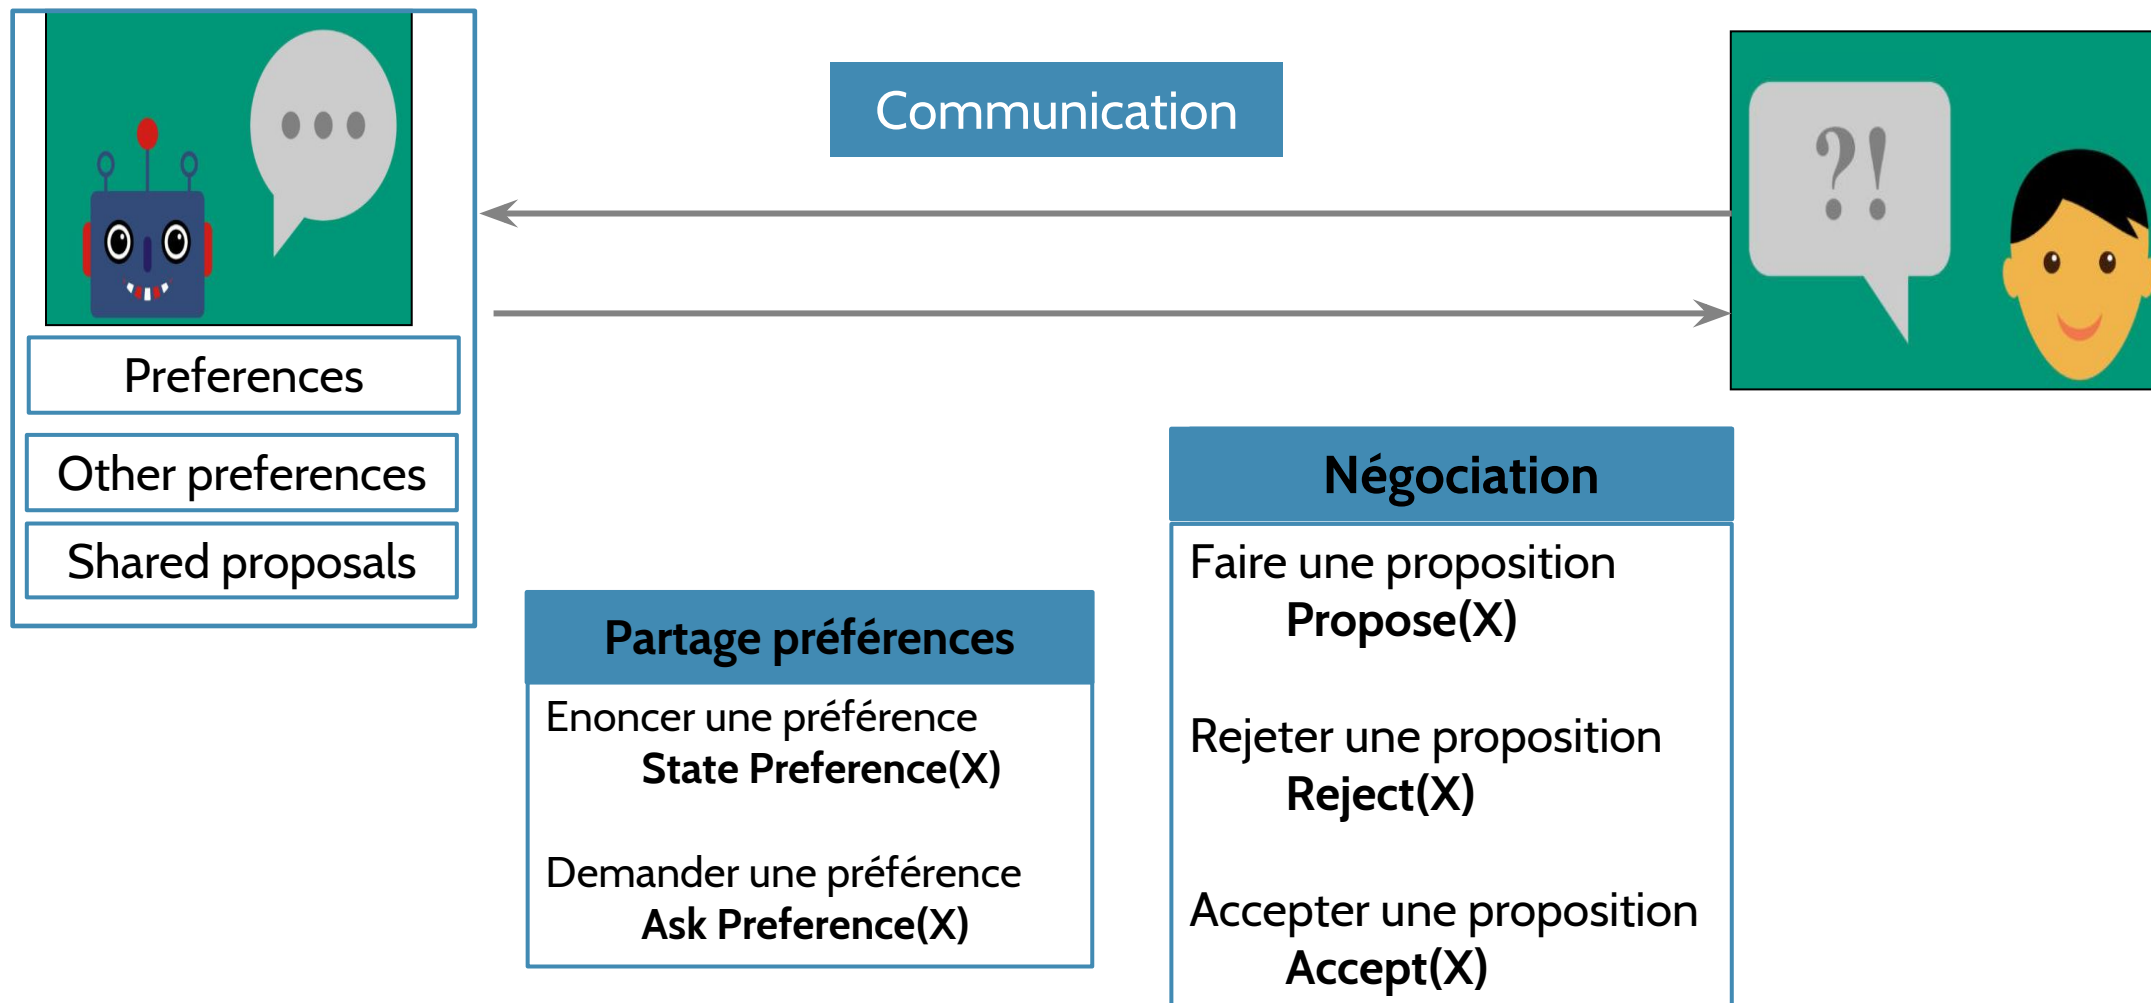 Communication
?!
Preferences
Other preferences
Shared proposals
Partage préférences
Enoncer une préférence
State Preference(X)
Demander une préférence
Ask Preference(X)
Négociation
Faire une proposition
Propose(X)
Rejeter une proposition
Reject(X)
Accepter une proposition
Accept(X)